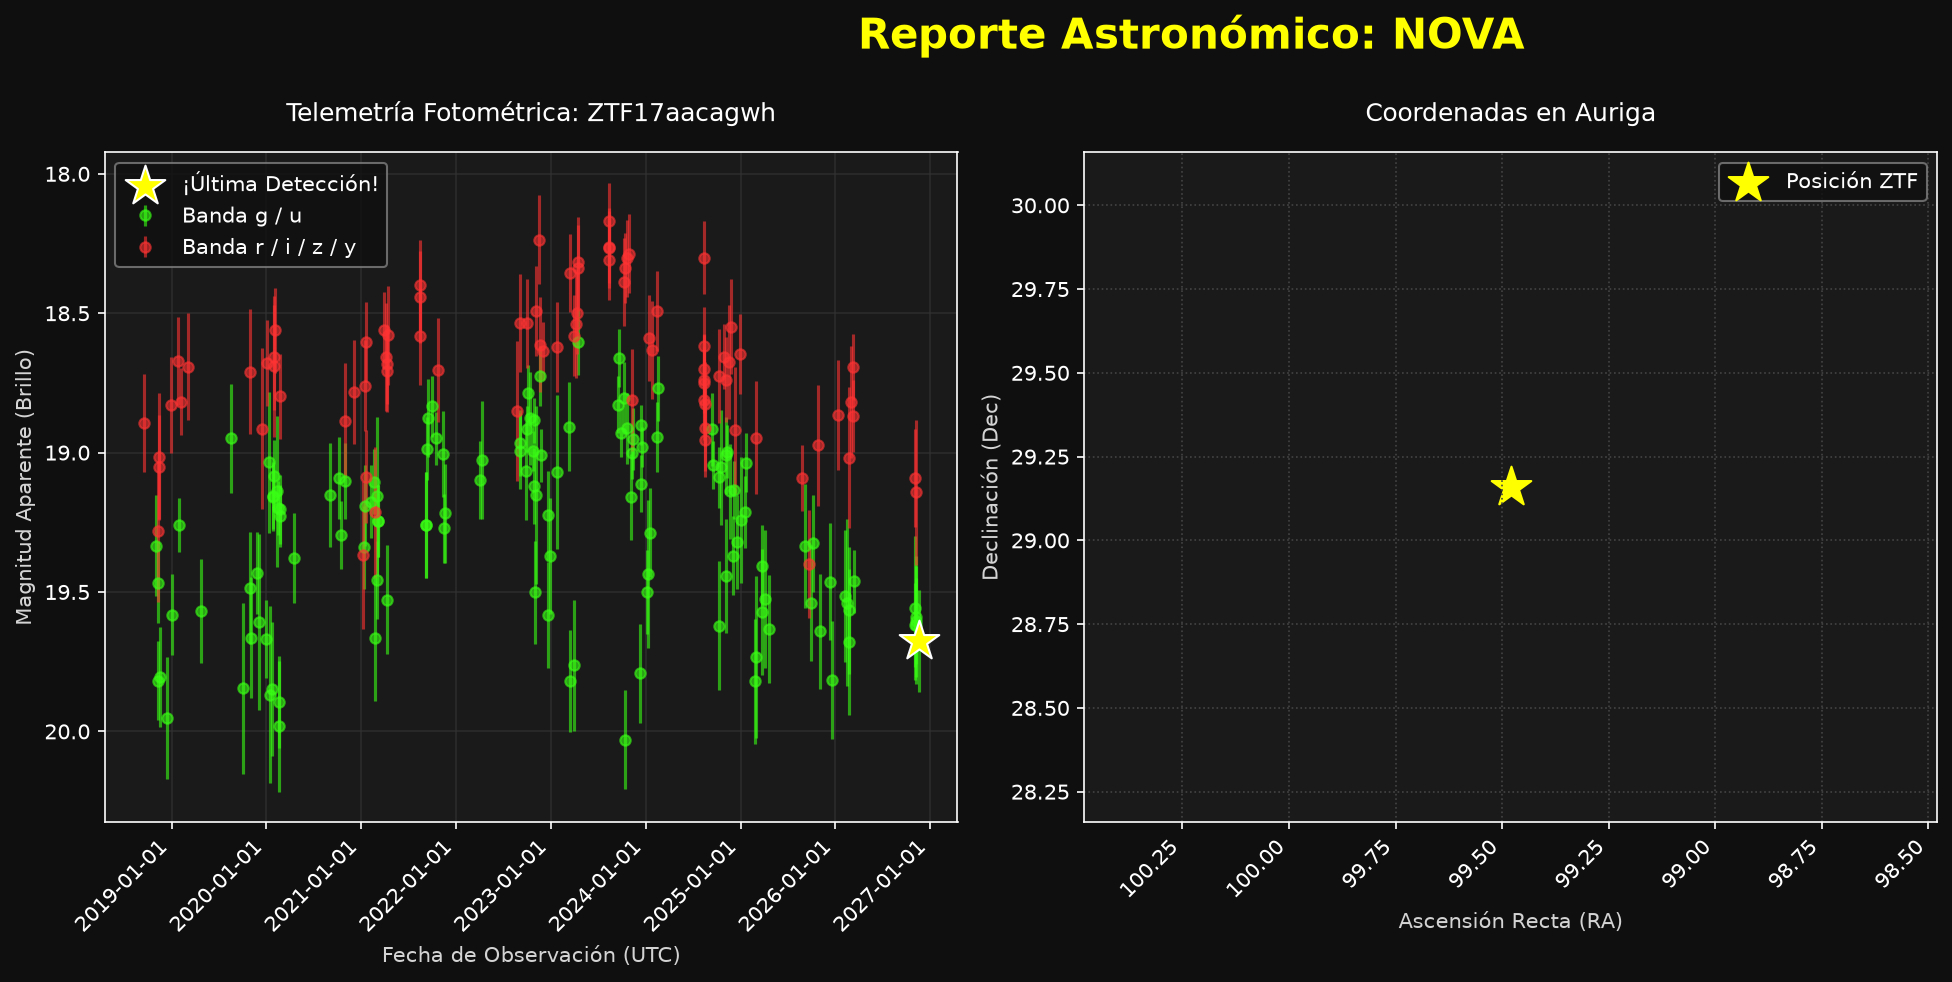 Reporte Astronómico: NOVA
Telemetría Fotométrica: ZTF17aacagwh
¡Última Detección!
Banda g / u
Banda r / i / z / y
Magnitud Aparente (Brillo)
18.0
18.5
19.0
19.5
20.0
2019-01-01
2020-01-01
2021-01-01
2022-01-01
2023-01-01
2024-01-01
2025-01-01
2026-01-01
2027-01-01
Fecha de Observación (UTC)
Coordenadas en Auriga
Posición ZTF
Declinación (Dec)
30.00
29.75
29.50
29.25
29.00
28.75
28.50
28.25
100.25
100.00
99.75
99.50
99.25
99.00
98.75
98.50
Ascensión Recta (RA)